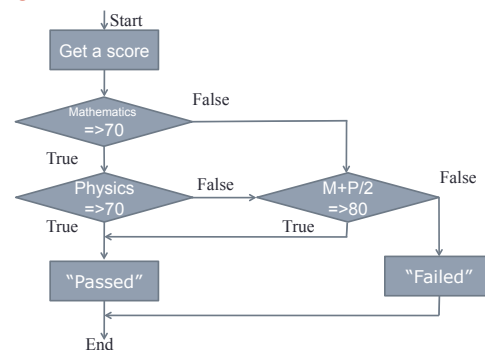 Start
Get a score
False
Mathematics
=>70
True
Physics
=>70
False
M+P/2
=>80
False
True
True
"Passed"
"Failed"
End